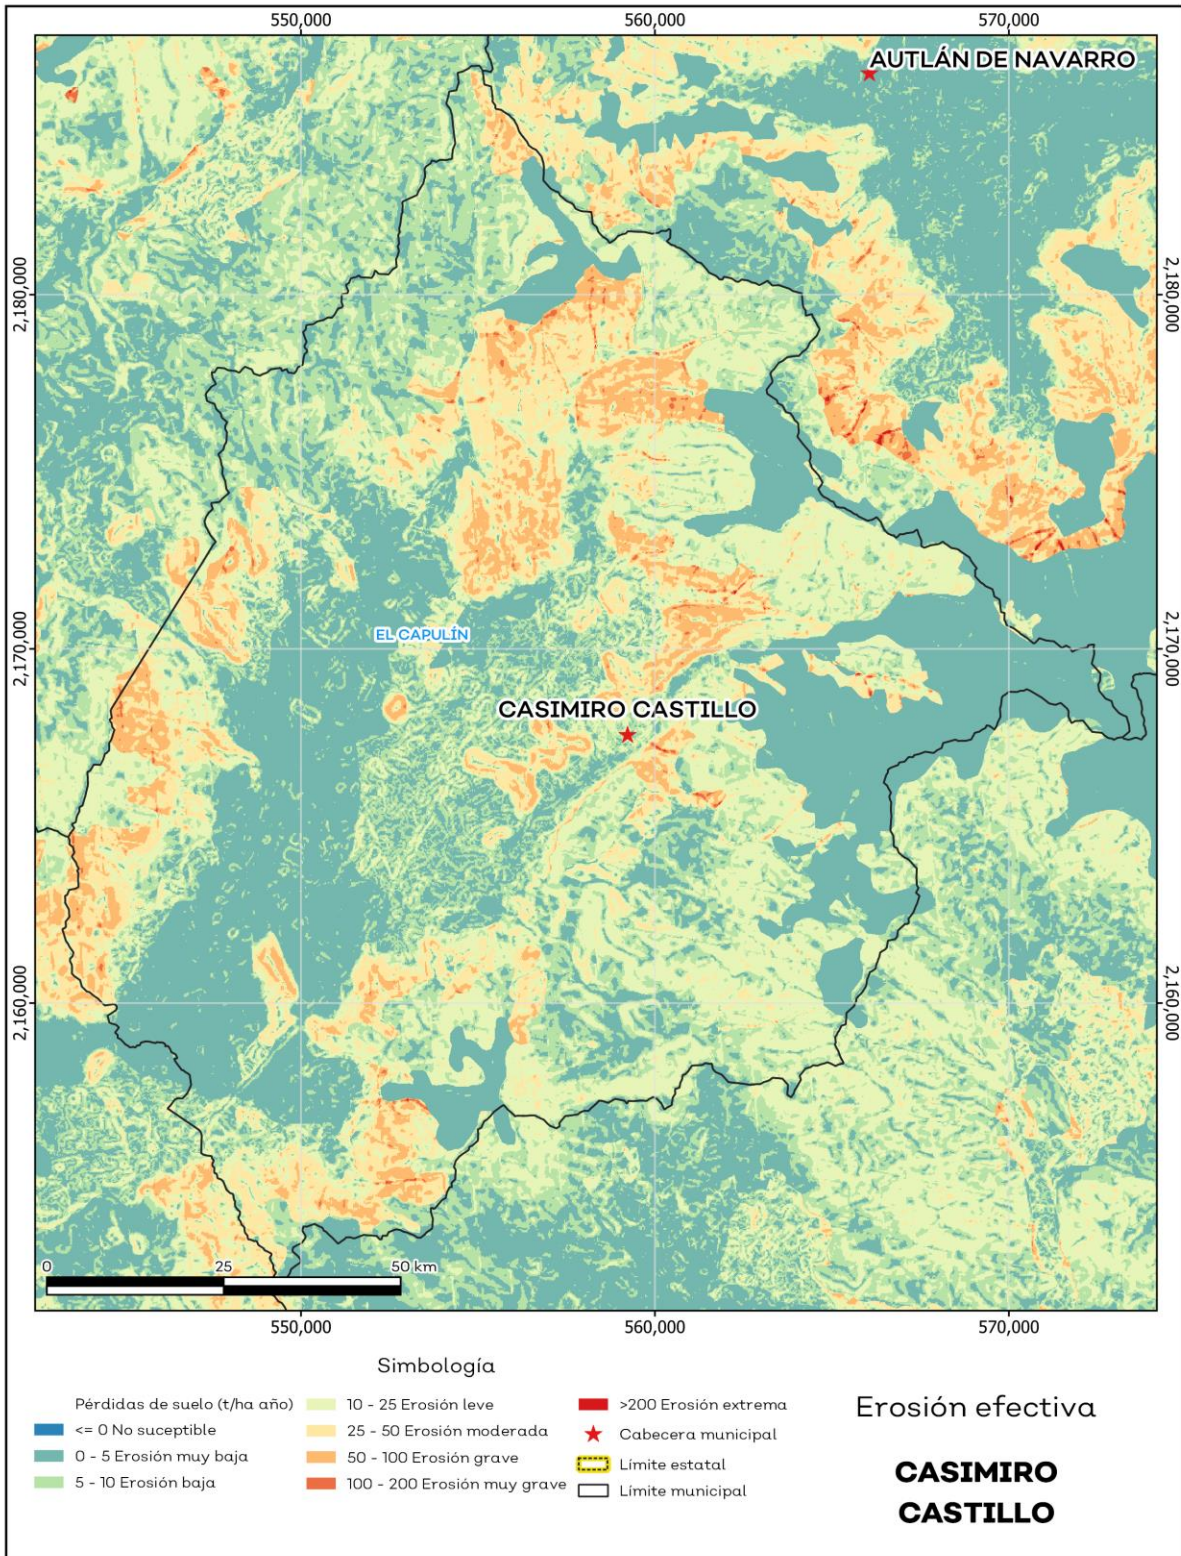 550,000
560,000
570,000
AUTLÁN DE NAVARRO
2,180,000
2,180,000
EL CAPULÍN
2,170,000
2,170,000
CASIMIRO CASTILLO
2,160,000
2,160,000
0
25
50 km
550,000
560,000
570,000
Simbología
Pérdidas de suelo (t/ha año)
<= 0 No suceptible
0 - 5 Erosión muy baja
5 - 10 Erosión baja
10 - 25 Erosión leve
25 - 50 Erosión moderada
50 - 100 Erosión grave
100 - 200 Erosión muy grave
>200 Erosión extrema
Cabecera municipal
Límite estatal
Límite municipal
Erosión efectiva
CASIMIRO
CASTILLO